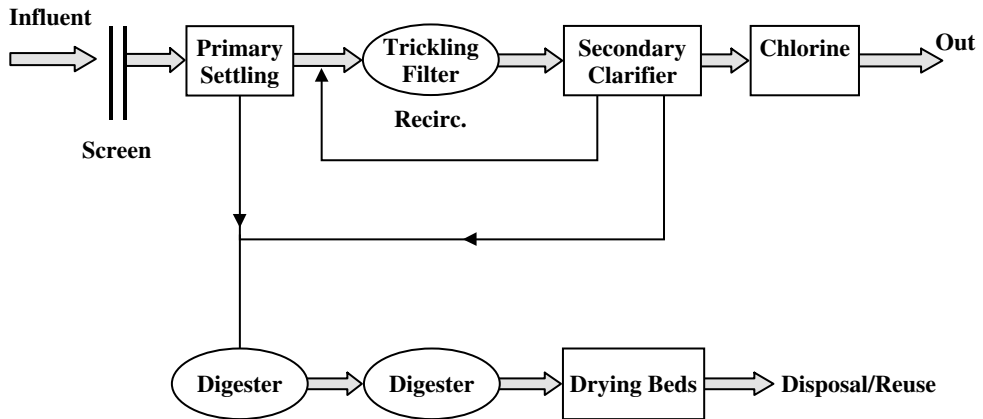 Influent
Primary
Settling
Trickling
Filter
Secondary
Clarifier
Chlorine
Out
Recirc.
Screen
Digester
Digester
Drying Beds
Disposal/Reuse